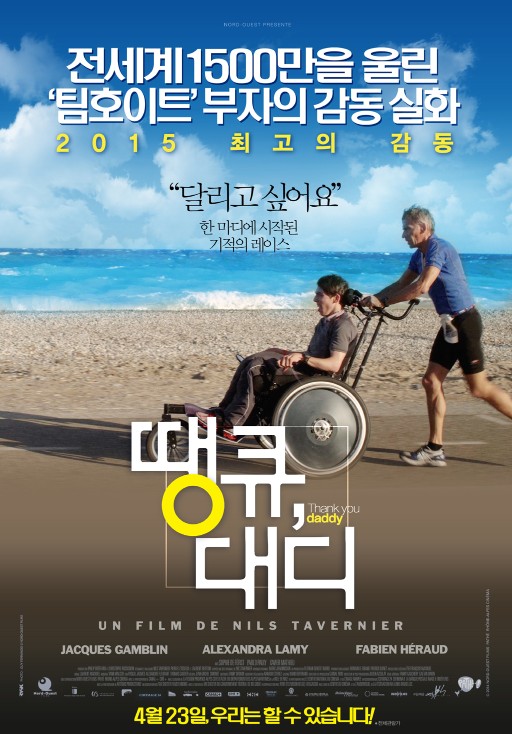 NORD-OUEST PRESENTS
전세계 1500만을 울린
‘팀호이트’ 부자의 감동 실화
2015 최고의 감동
“달리고 싶어요”
한 마디에 시작된
기적의 레이스
땡큐,
Thank you
daddy
대디
UN FILM DE NILS TAVERNIER
JACQUES GAMBLIN ALEXANDRA LAMY FABIEN HÉRAUD
4월 23일, 우리는 할 수 있습니다!